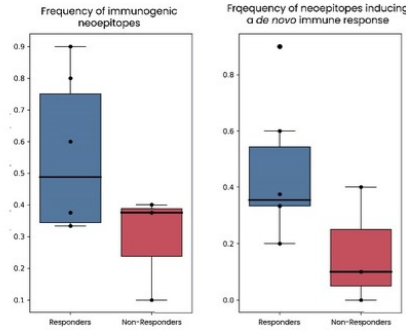 Frequency of immunogenic
neoepitopes
0.9
0.8
0.7
0.6
0.5
0.4
0.3
0.2
0.1
Responders
Non-Responders
Frqequency of neoepitopes inducing
a de novo immune response
0.8
0.6
0.4
0.2
0.0
Responders
Non-Responders